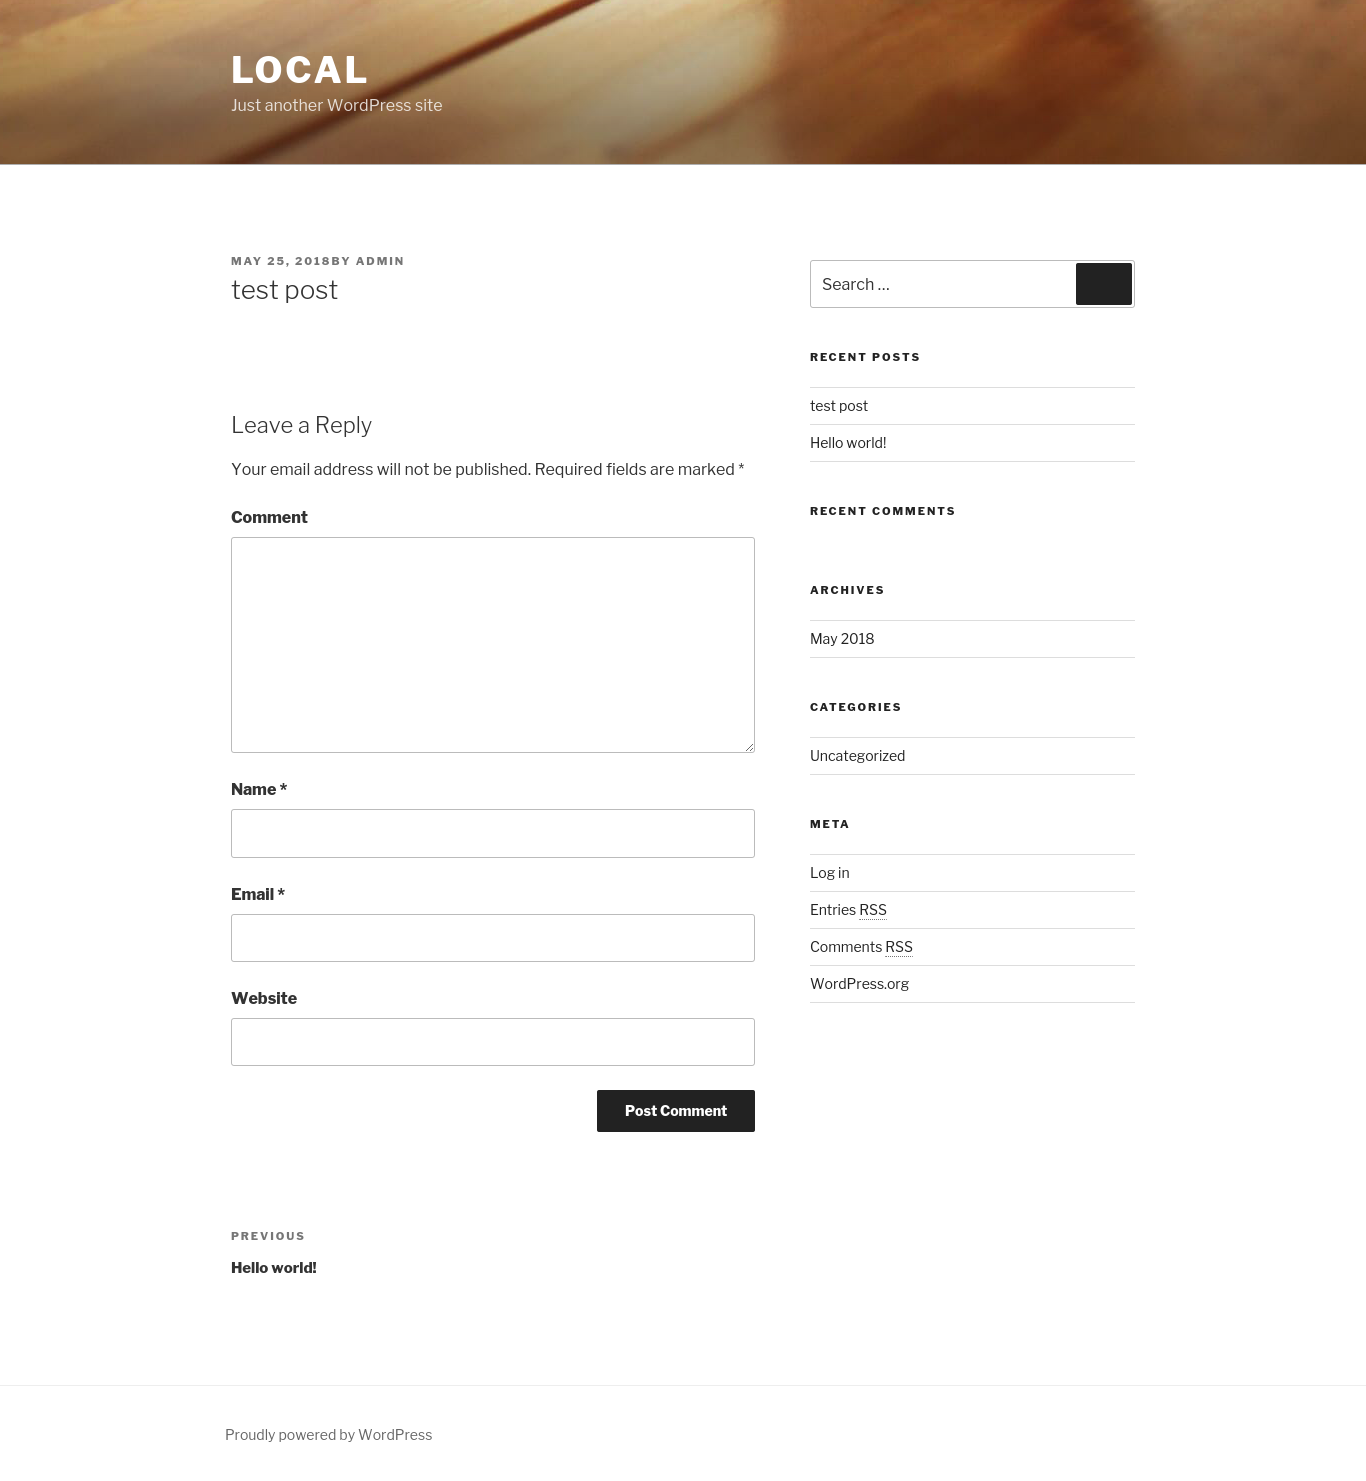 LOCAL
Just another WordPress site
MAY 25, 2018BY ADMIN
test post
Leave a Reply
Your email address will not be published. Required fields are marked *
Comment
Name *
Email *
Website
Post Comment
PREVIOUS
Hello world!
Search …
RECENT POSTS
test post
Hello world!
RECENT COMMENTS
ARCHIVES
May 2018
CATEGORIES
Uncategorized
META
Log in
Entries RSS
Comments RSS
WordPress.org
Proudly powered by WordPress